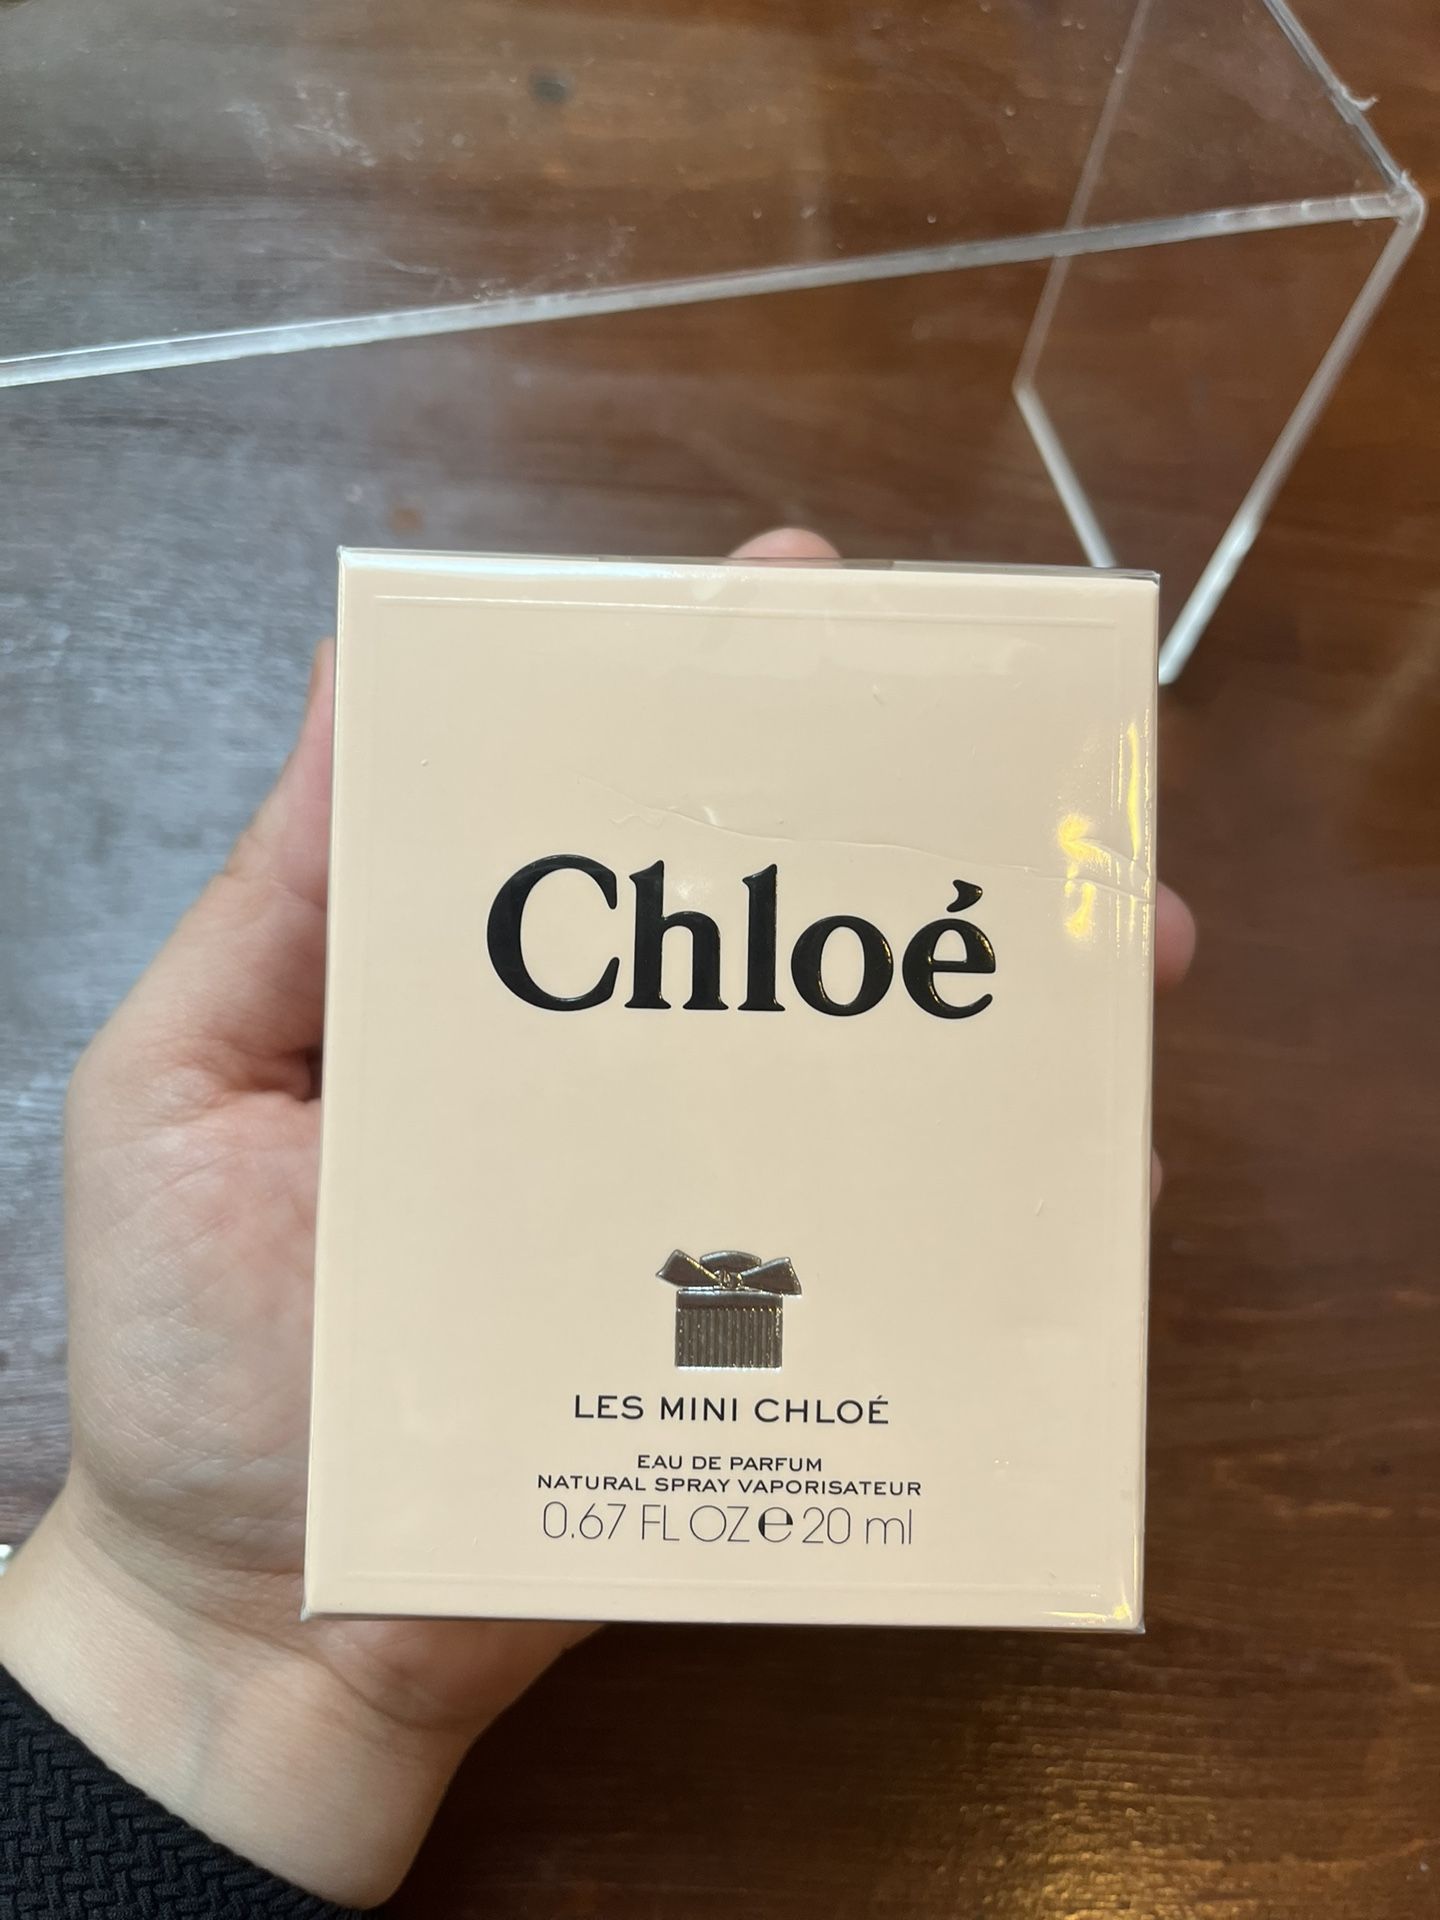 Chloé
LES MINI CHLOÉ
EAU DE PARFUM
NATURAL SPRAY VAPORISATEUR
0.67 FL OZ ℮ 20 ml